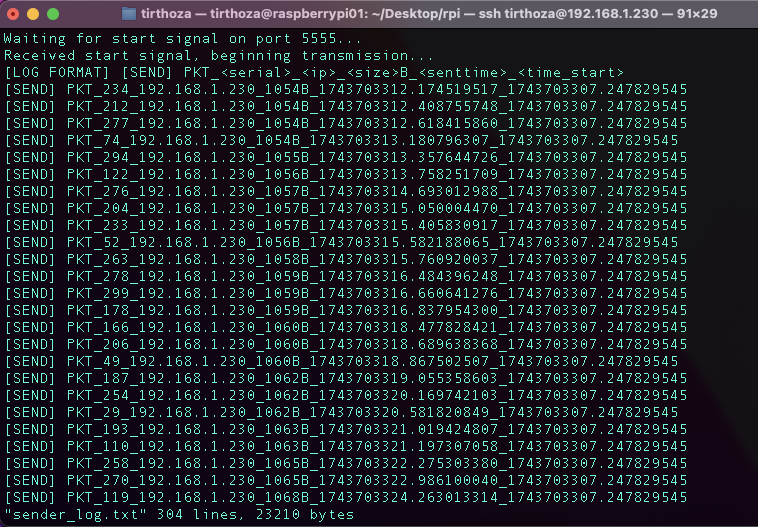 tirthoza — tirthoza@raspberrypi01: ~/Desktop/rpi — ssh tirthoza@192.168.1.230 — 91×29
Waiting for start signal on port 5555...
Received start signal, beginning transmission...
[LOG FORMAT] [SEND] PKT_<serial>_<ip>_<size>B_<senttime>_<time_start>
[SEND] PKT_234_192.168.1.230_1054B_1743703312.174519517_1743703307.247829545
[SEND] PKT_212_192.168.1.230_1054B_1743703312.408755748_1743703307.247829545
[SEND] PKT_277_192.168.1.230_1054B_1743703312.618415860_1743703307.247829545
[SEND] PKT_74_192.168.1.230_1054B_1743703313.180796307_1743703307.247829545
[SEND] PKT_294_192.168.1.230_1055B_1743703313.357644726_1743703307.247829545
[SEND] PKT_122_192.168.1.230_1056B_1743703313.758251709_1743703307.247829545
[SEND] PKT_276_192.168.1.230_1057B_1743703314.693012988_1743703307.247829545
[SEND] PKT_204_192.168.1.230_1057B_1743703315.050004470_1743703307.247829545
[SEND] PKT_233_192.168.1.230_1057B_1743703315.405830917_1743703307.247829545
[SEND] PKT_52_192.168.1.230_1056B_1743703315.582188065_1743703307.247829545
[SEND] PKT_263_192.168.1.230_1058B_1743703315.760920037_1743703307.247829545
[SEND] PKT_278_192.168.1.230_1059B_1743703316.484396248_1743703307.247829545
[SEND] PKT_299_192.168.1.230_1059B_1743703316.660641276_1743703307.247829545
[SEND] PKT_178_192.168.1.230_1059B_1743703316.837954300_1743703307.247829545
[SEND] PKT_166_192.168.1.230_1060B_1743703318.477828421_1743703307.247829545
[SEND] PKT_206_192.168.1.230_1060B_1743703318.689638368_1743703307.247829545
[SEND] PKT_49_192.168.1.230_1060B_1743703318.867502507_1743703307.247829545
[SEND] PKT_187_192.168.1.230_1062B_1743703319.055358603_1743703307.247829545
[SEND] PKT_254_192.168.1.230_1062B_1743703320.169742103_1743703307.247829545
[SEND] PKT_29_192.168.1.230_1062B_1743703320.581820849_1743703307.247829545
[SEND] PKT_193_192.168.1.230_1063B_1743703321.019424807_1743703307.247829545
[SEND] PKT_110_192.168.1.230_1063B_1743703321.197307058_1743703307.247829545
[SEND] PKT_258_192.168.1.230_1065B_1743703322.275303380_1743703307.247829545
[SEND] PKT_270_192.168.1.230_1065B_1743703322.986100040_1743703307.247829545
[SEND] PKT_119_192.168.1.230_1068B_1743703324.263013314_1743703307.247829545
"sender_log.txt" 304 lines, 23210 bytes